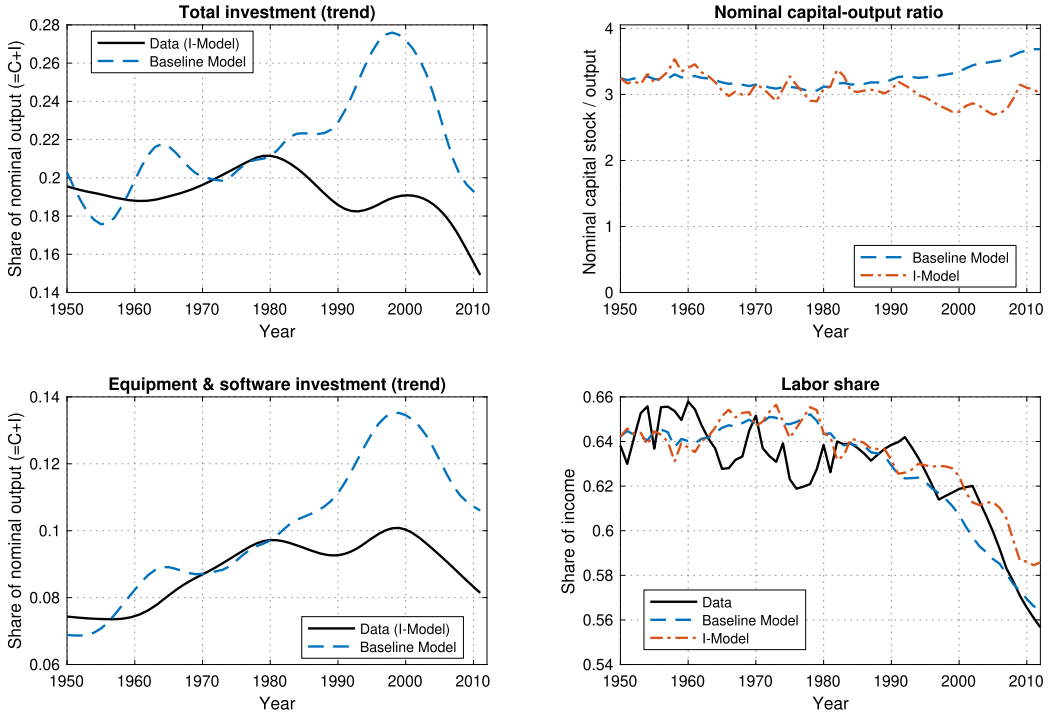 Total investment (trend)
Share of nominal output (=C+I)
0.28
0.26
0.24
0.22
0.2
0.18
0.16
0.14
Data (I-Model)
Baseline Model
1950 1960 1970 1980 1990 2000 2010
Year
Nominal capital-output ratio
Nominal capital stock / output
4
3
2
1
0
Baseline Model
I-Model
1950 1960 1970 1980 1990 2000 2010
Year
Equipment & software investment (trend)
Share of nominal output (=C+I)
0.14
0.12
0.1
0.08
0.06
Data (I-Model)
Baseline Model
1950 1960 1970 1980 1990 2000 2010
Year
Labor share
Share of income
0.66
0.64
0.62
0.6
0.58
0.56
0.54
Data
Baseline Model
I-Model
1950 1960 1970 1980 1990 2000 2010
Year